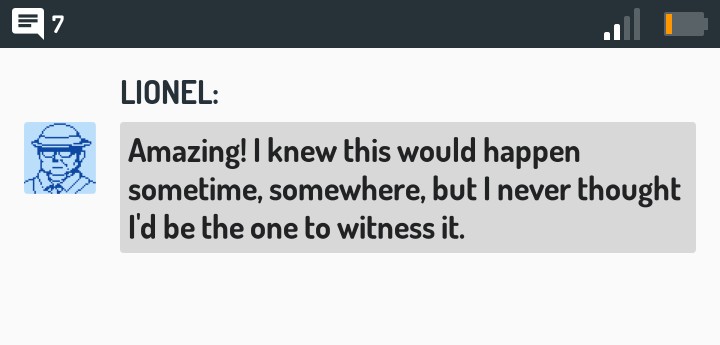 7
LIONEL:
Amazing! I knew this would happen
sometime, somewhere, but I never thought
I'd be the one to witness it.